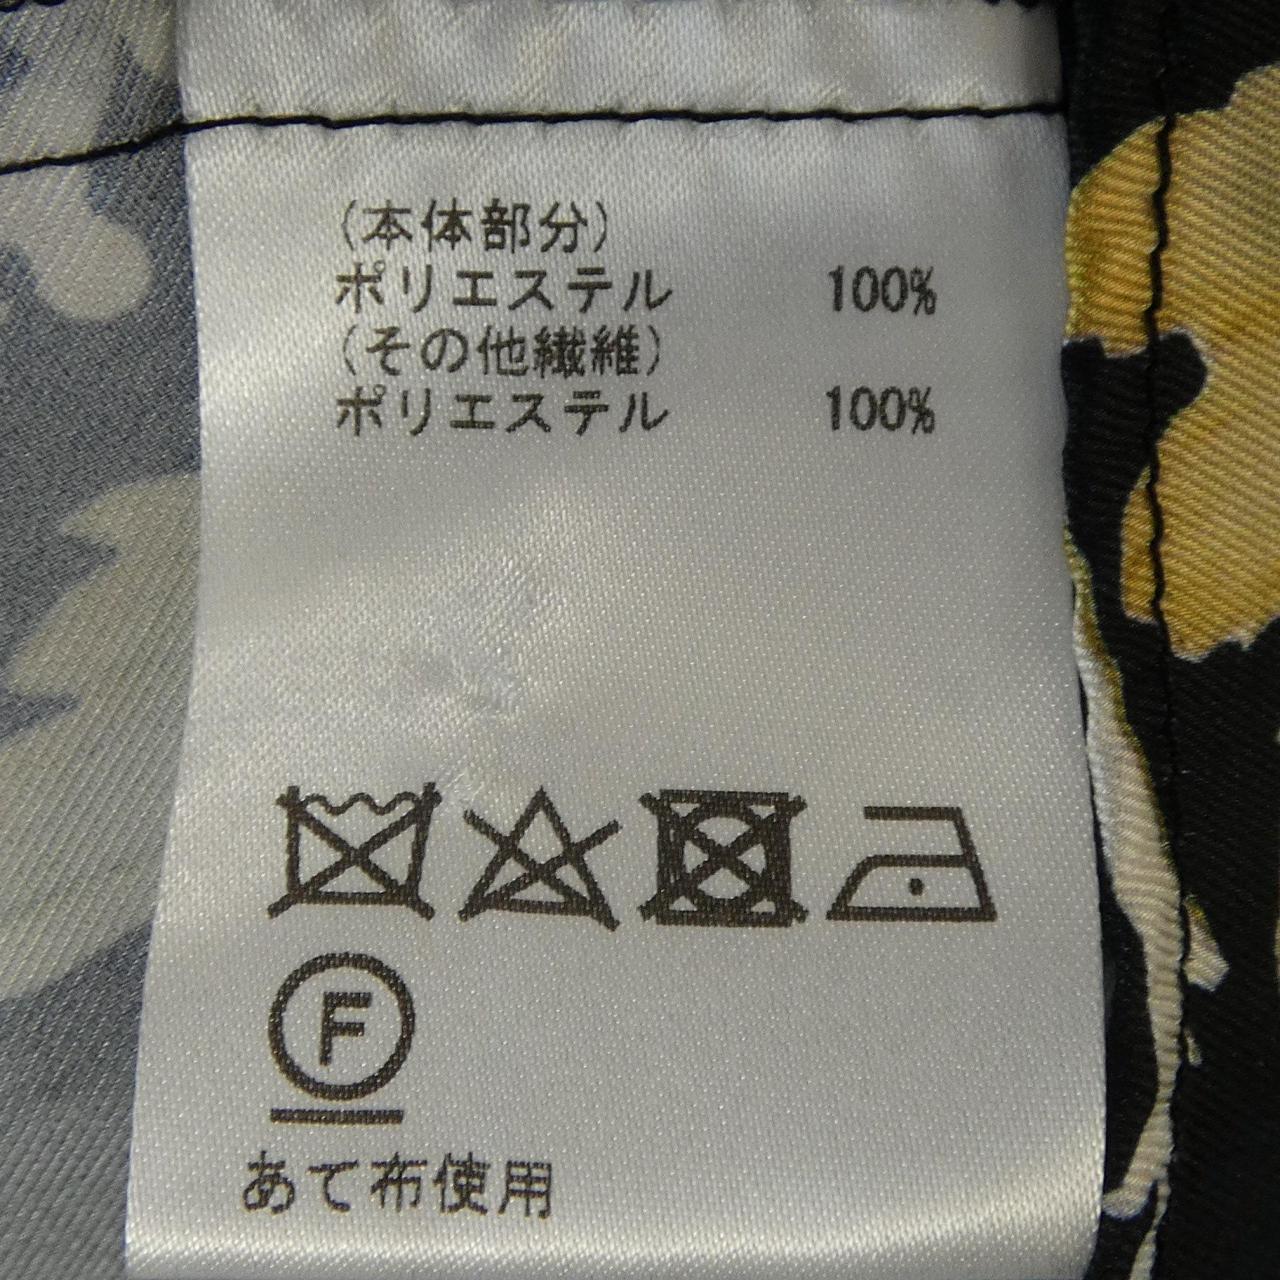 (本体部分)
ポリエステル 100%
(その他繊維)
ポリエステル 100%
F
あて布使用